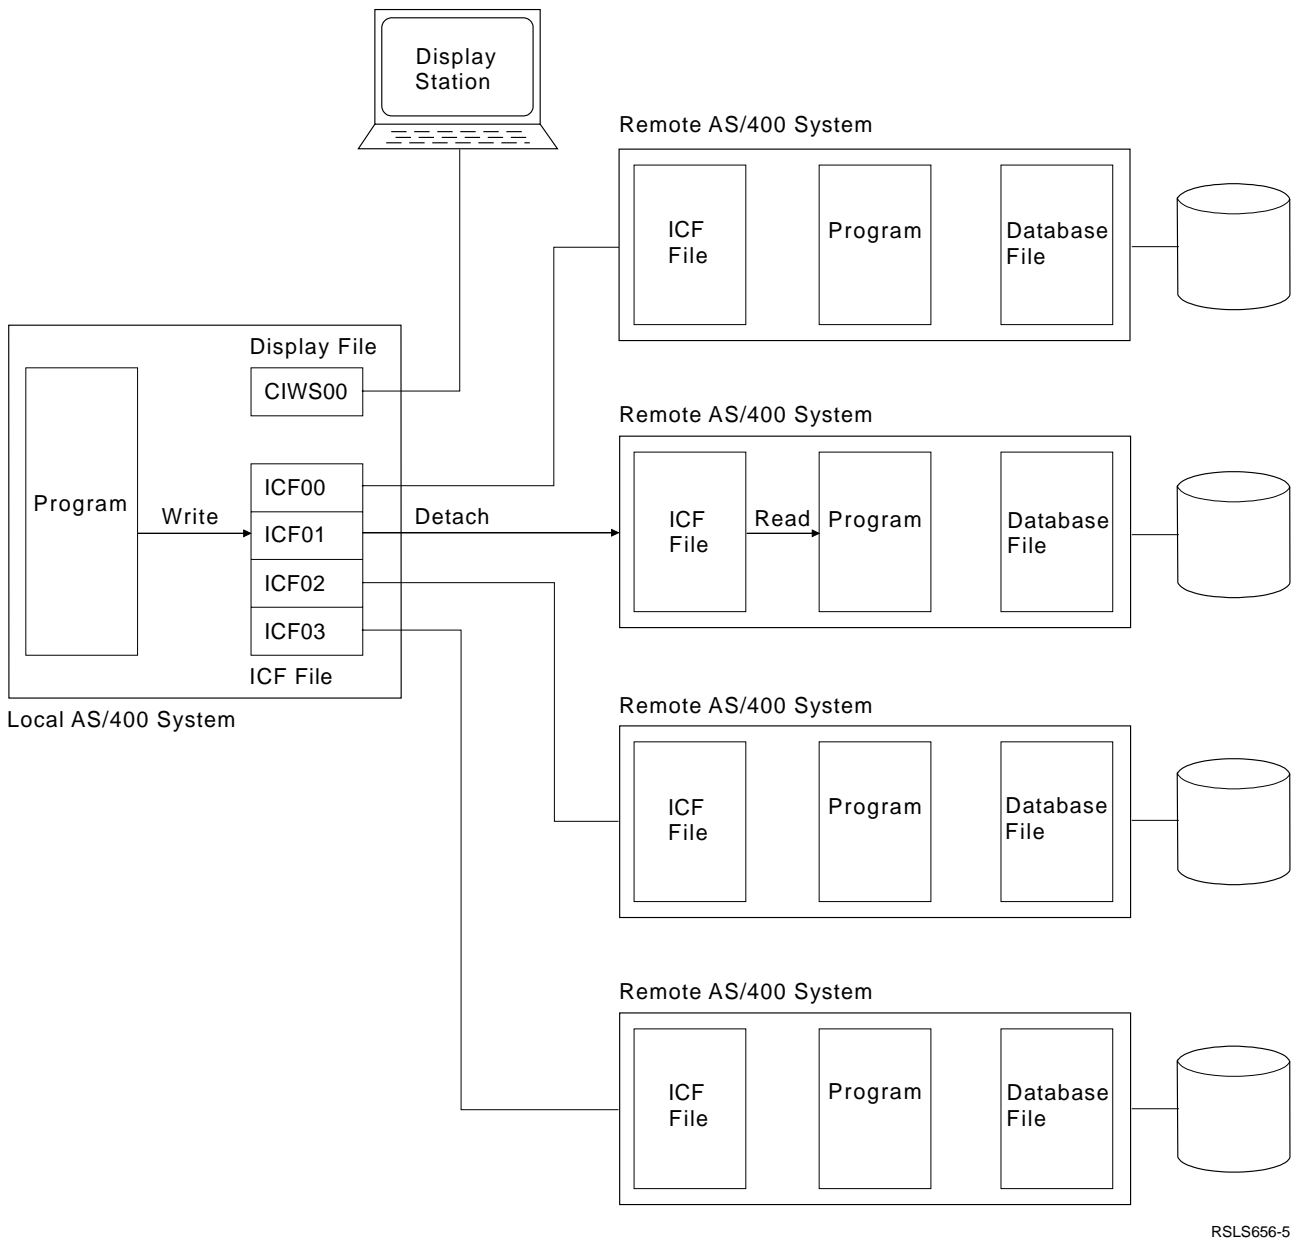 Display
Station
Remote AS/400 System
ICF
File
Program
Database
File
Display File
CIWS00
Program
Write
ICF00
ICF01
ICF02
ICF03
ICF File
Local AS/400 System
Detach
Remote AS/400 System
ICF
File
Read
Program
Database
File
Remote AS/400 System
ICF
File
Program
Database
File
Remote AS/400 System
ICF
File
Program
Database
File
RSLS656-5